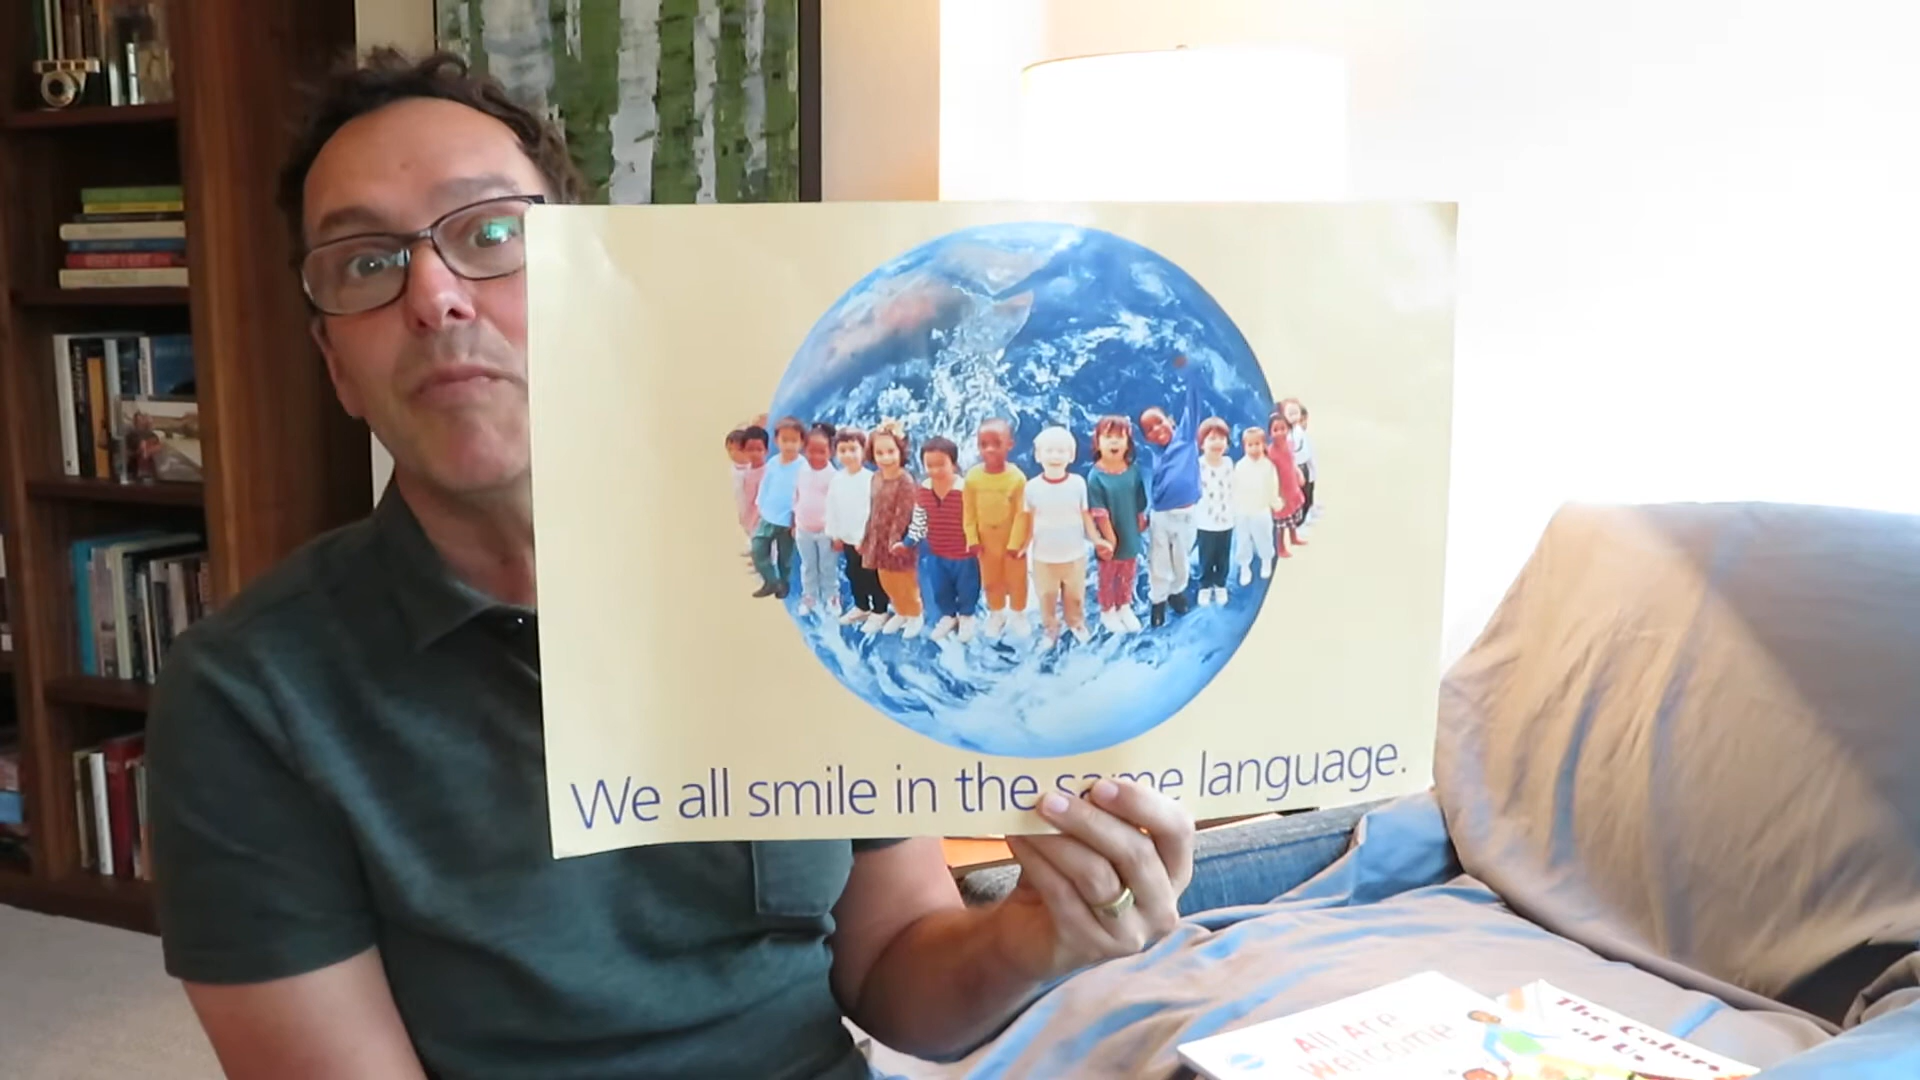 We all smile in the same language.
All Are
Welcome
The Colors
of Us